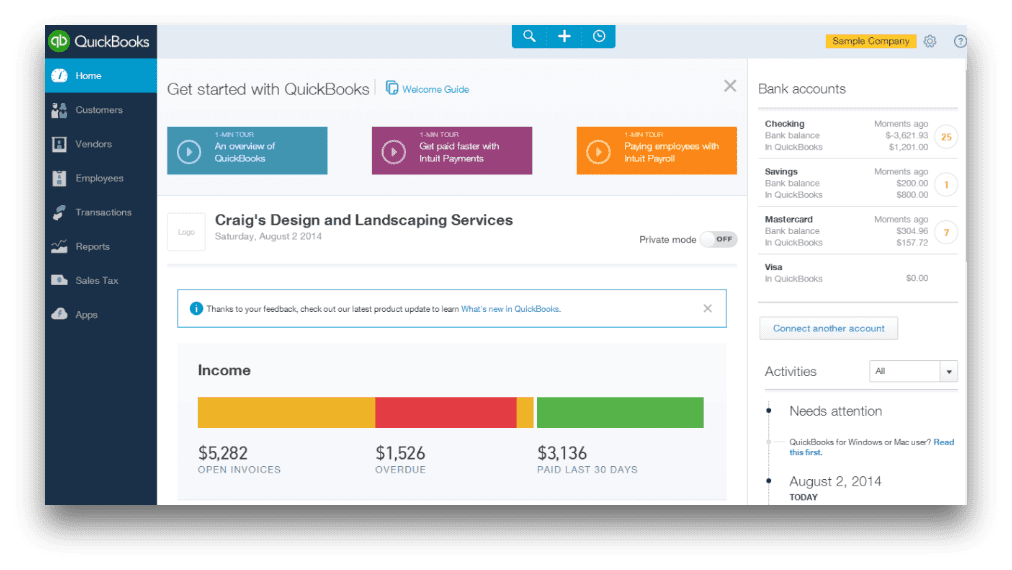 QuickBooks
Sample Company
Home
Customers
Vendors
Employees
Transactions
Reports
Sales Tax
Apps
Get started with QuickBooks
Welcome Guide
1-MIN TOUR
An overview of
QuickBooks
1-MIN TOUR
Get paid faster with
Intuit Payments
1-MIN TOUR
Paying employees with
Intuit Payroll
Logo
Craig's Design and Landscaping Services
Saturday, August 2 2014
Private mode OFF
Thanks to your feedback, check out our latest product update to learn What's new in QuickBooks.
Income
$5,282
OPEN INVOICES
$1,526
OVERDUE
$3,136
PAID LAST 30 DAYS
Bank accounts
Checking Moments ago
Bank balance $-3,621.93 25
In QuickBooks $1,201.00
Savings Moments ago
Bank balance $200.00 1
In QuickBooks $800.00
Mastercard Moments ago
Bank balance $304.96 7
In QuickBooks $157.72
Visa
In QuickBooks $0.00
Connect another account
Activities All
Needs attention
QuickBooks for Windows or Mac user? Read
this first.
August 2, 2014
TODAY